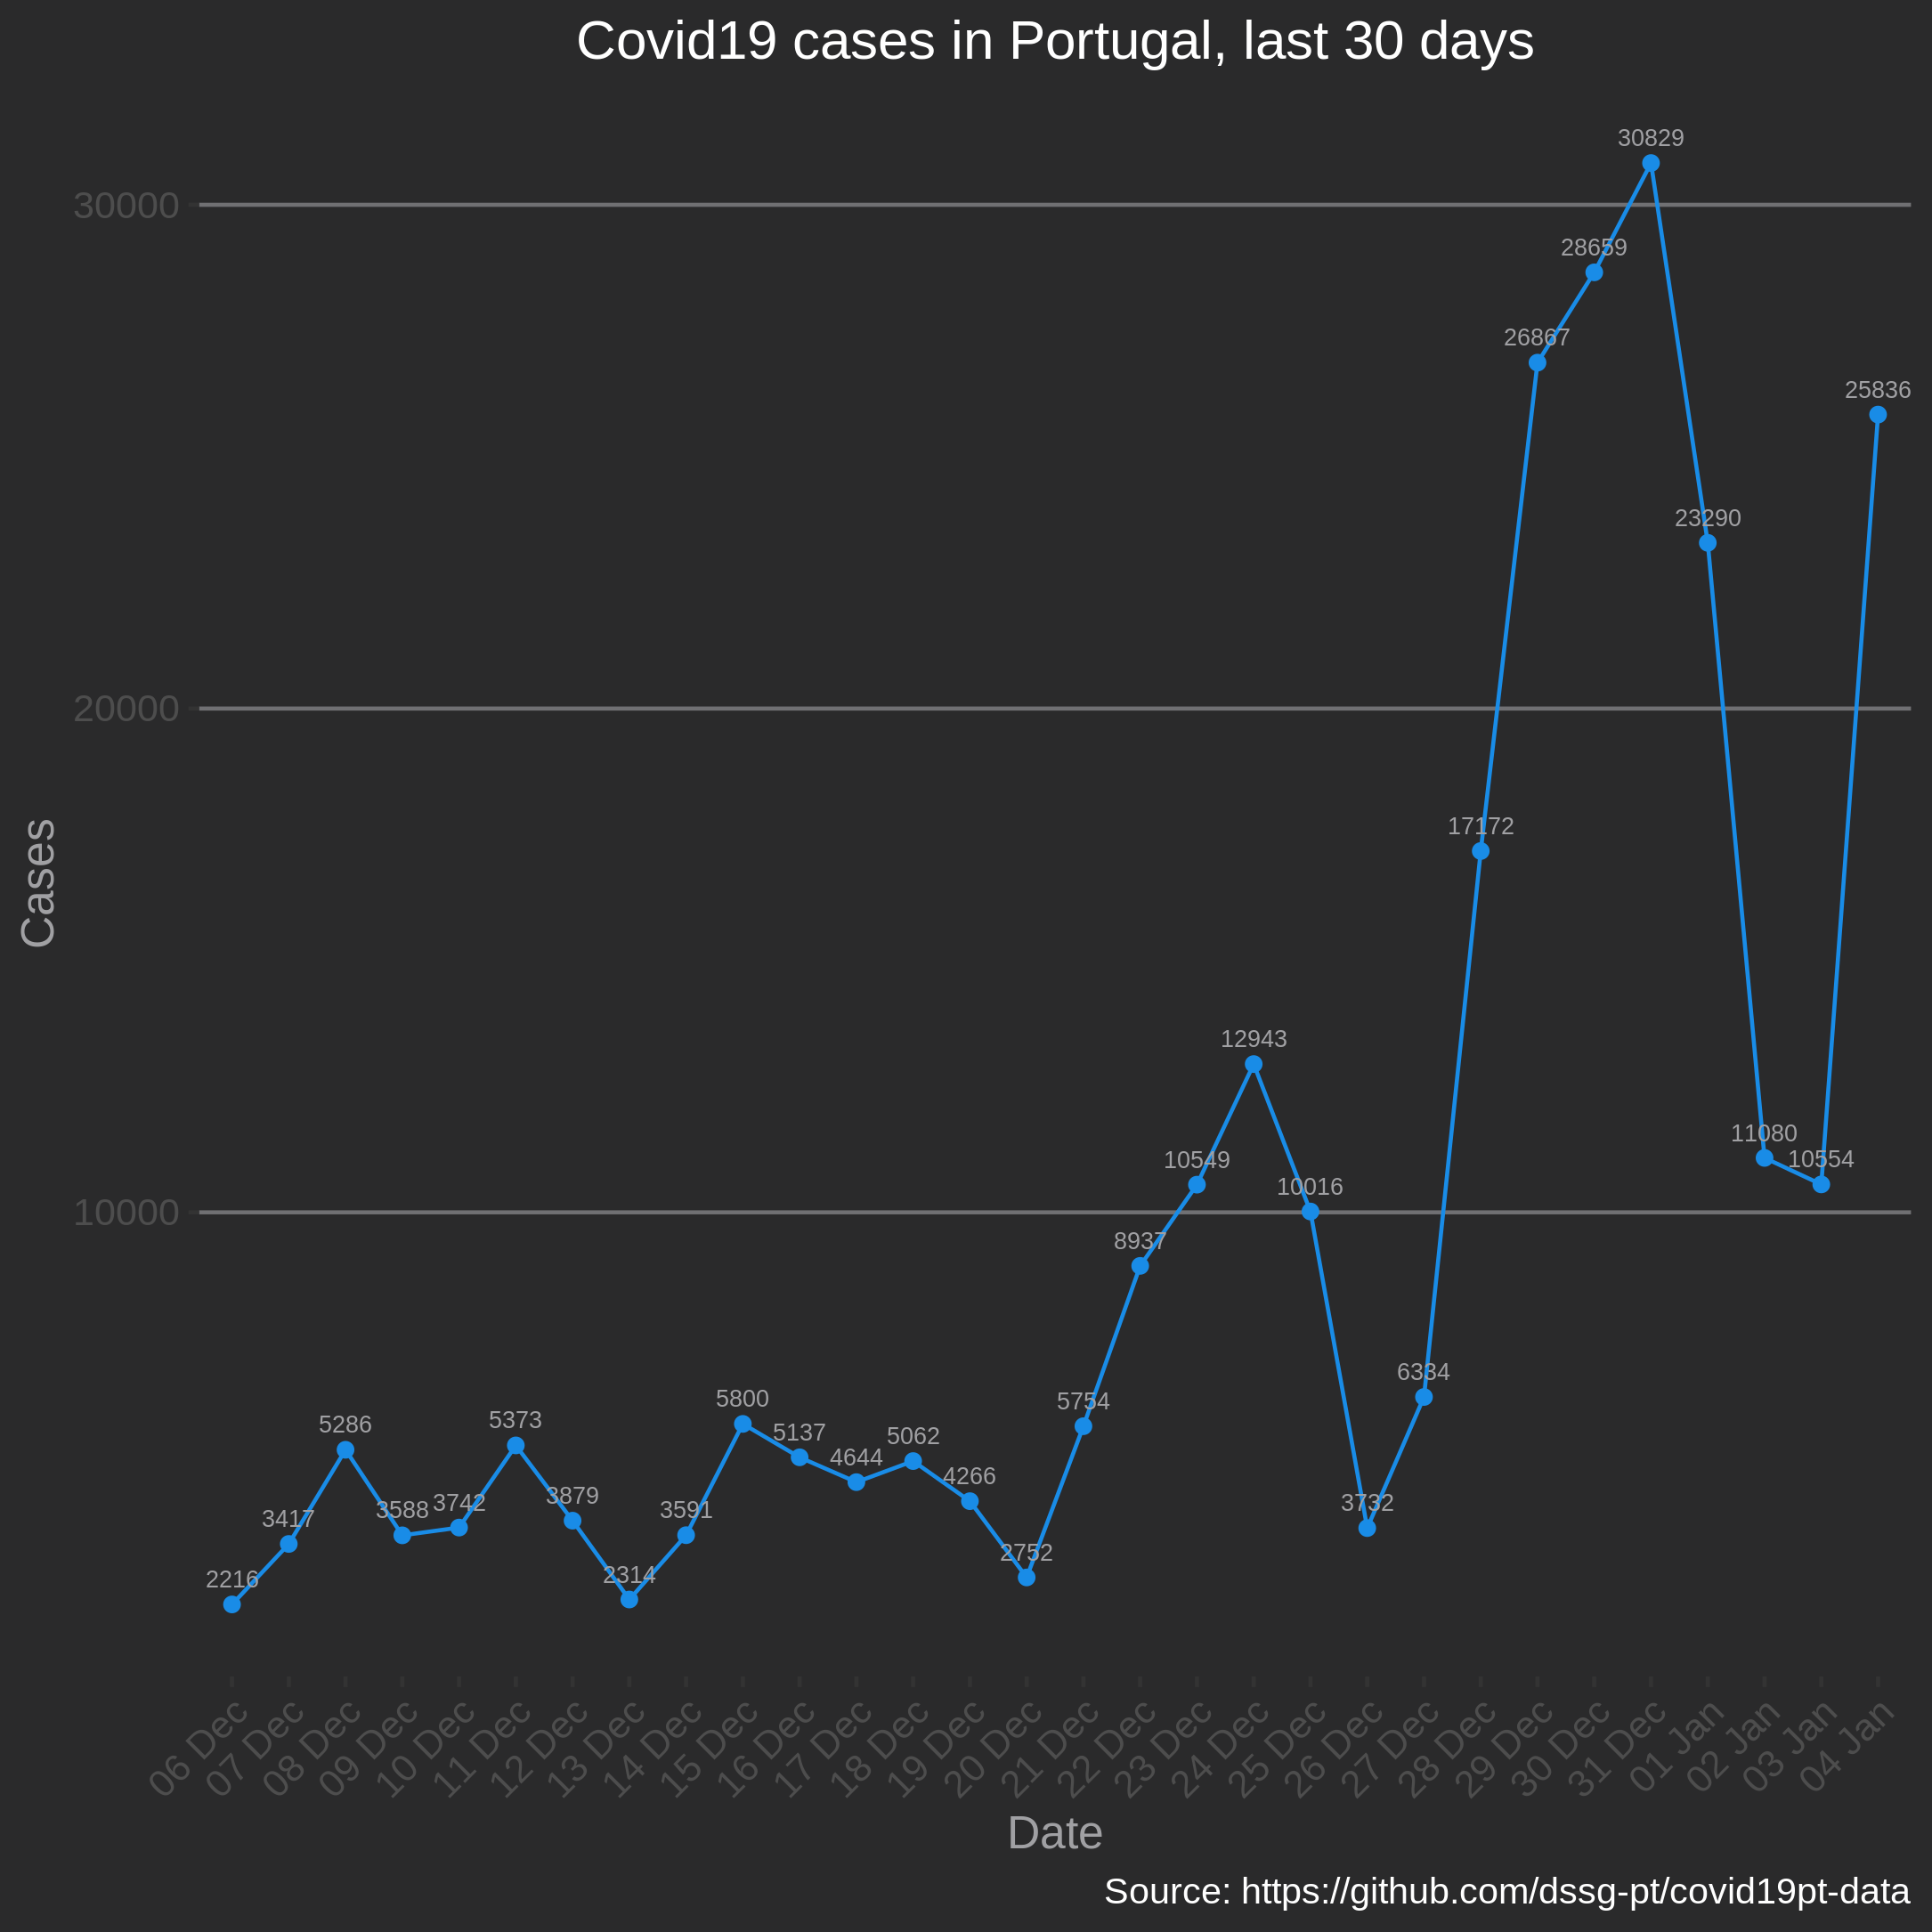 Covid19 cases in Portugal, last 30 days
30829
30000
28659
26867
25836
23290
20000
17172
Cases
12943
11080
10554
10549
10016
10000
8937
6334
5800
5754
5373
5286
5137
5062
4644
4266
3879
3742
3732
3588
3591
3417
2752
2314
2216
06 Dec
07 Dec
08 Dec
09 Dec
10 Dec
11 Dec
12 Dec
13 Dec
14 Dec
15 Dec
16 Dec
17 Dec
18 Dec
19 Dec
20 Dec
21 Dec
22 Dec
23 Dec
24 Dec
25 Dec
26 Dec
27 Dec
28 Dec
29 Dec
30 Dec
31 Dec
01 Jan
02 Jan
03 Jan
04 Jan
Date
Source: https://github.com/dssg-pt/covid19pt-data